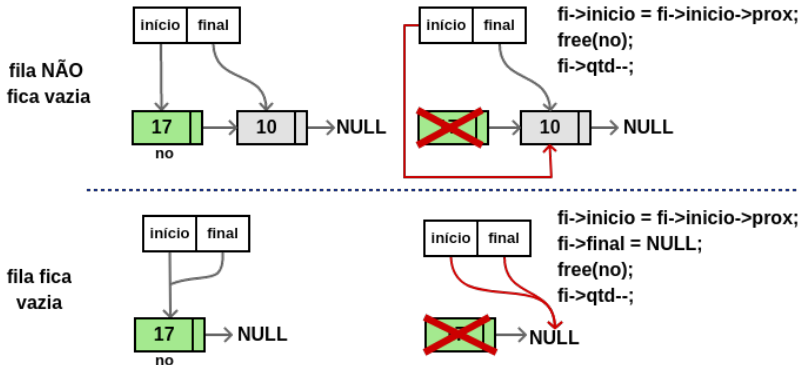 fila NÃO
fica vazia
início final
17
no
10
NULL
início final
10
NULL
fi->inicio = fi->inicio->prox;
free(no);
fi->qtd--;
fila fica
vazia
início final
17
no
NULL
início final
NULL
fi->inicio = fi->inicio->prox;
fi->final = NULL;
free(no);
fi->qtd--;